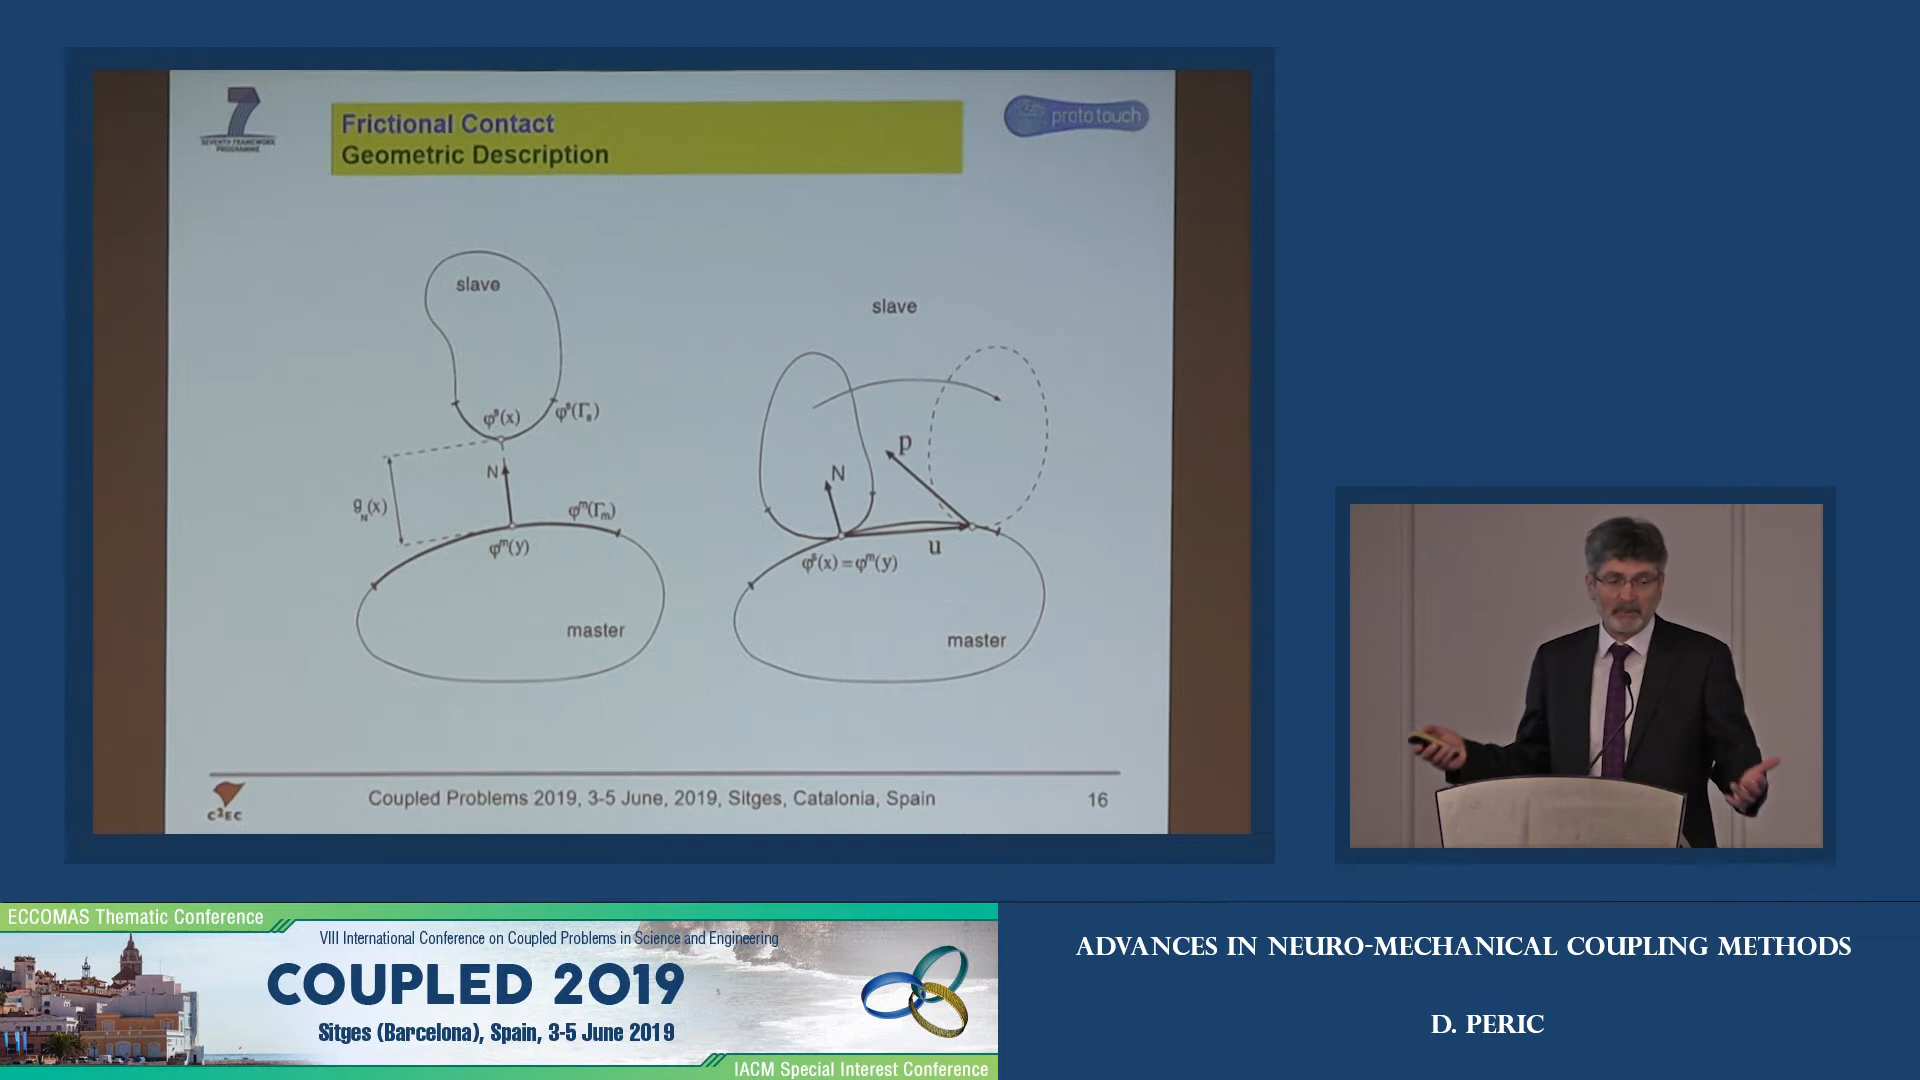 7
SEVENTH FRAMEWORK
PROGRAMME
Frictional Contact
Geometric Description
proto touch
slave
φˢ(x)
φˢ(Γₛ)
N
g_N(x)
φᵐ(Γₘ)
φᵐ(y)
master
slave
p
N
u
φˢ(x) = φᵐ(y)
master
C²EC
Coupled Problems 2019, 3-5 June, 2019, Sitges, Catalonia, Spain
16
ECCOMAS Thematic Conference
VIII International Conference on Coupled Problems in Science and Engineering
COUPLED 2019
Sitges (Barcelona), Spain, 3-5 June 2019
IACM Special Interest Conference
ADVANCES IN NEURO-MECHANICAL COUPLING METHODS
D. PERIC